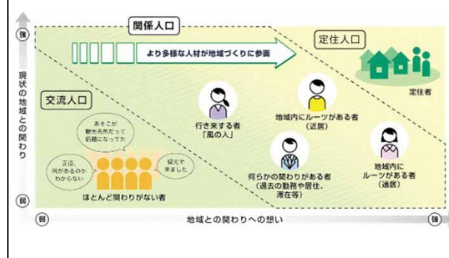 関係人口
より多様な人材が地域づくりに参画
定住人口
定住者
強
現状の地域との関わり
弱
交流人口
あそこが
観光名所だって
話題になってた
正直、
何があるのか
わからない
ほとんど関わりがない者
行き来する者
「風の人」
地域内にルーツがある者
(近居)
何らかの関わりがある者
(過去の勤務や居住、
滞在等)
地域内に
ルーツがある者
(遠居)
弱
地域との関わりへの想い
強